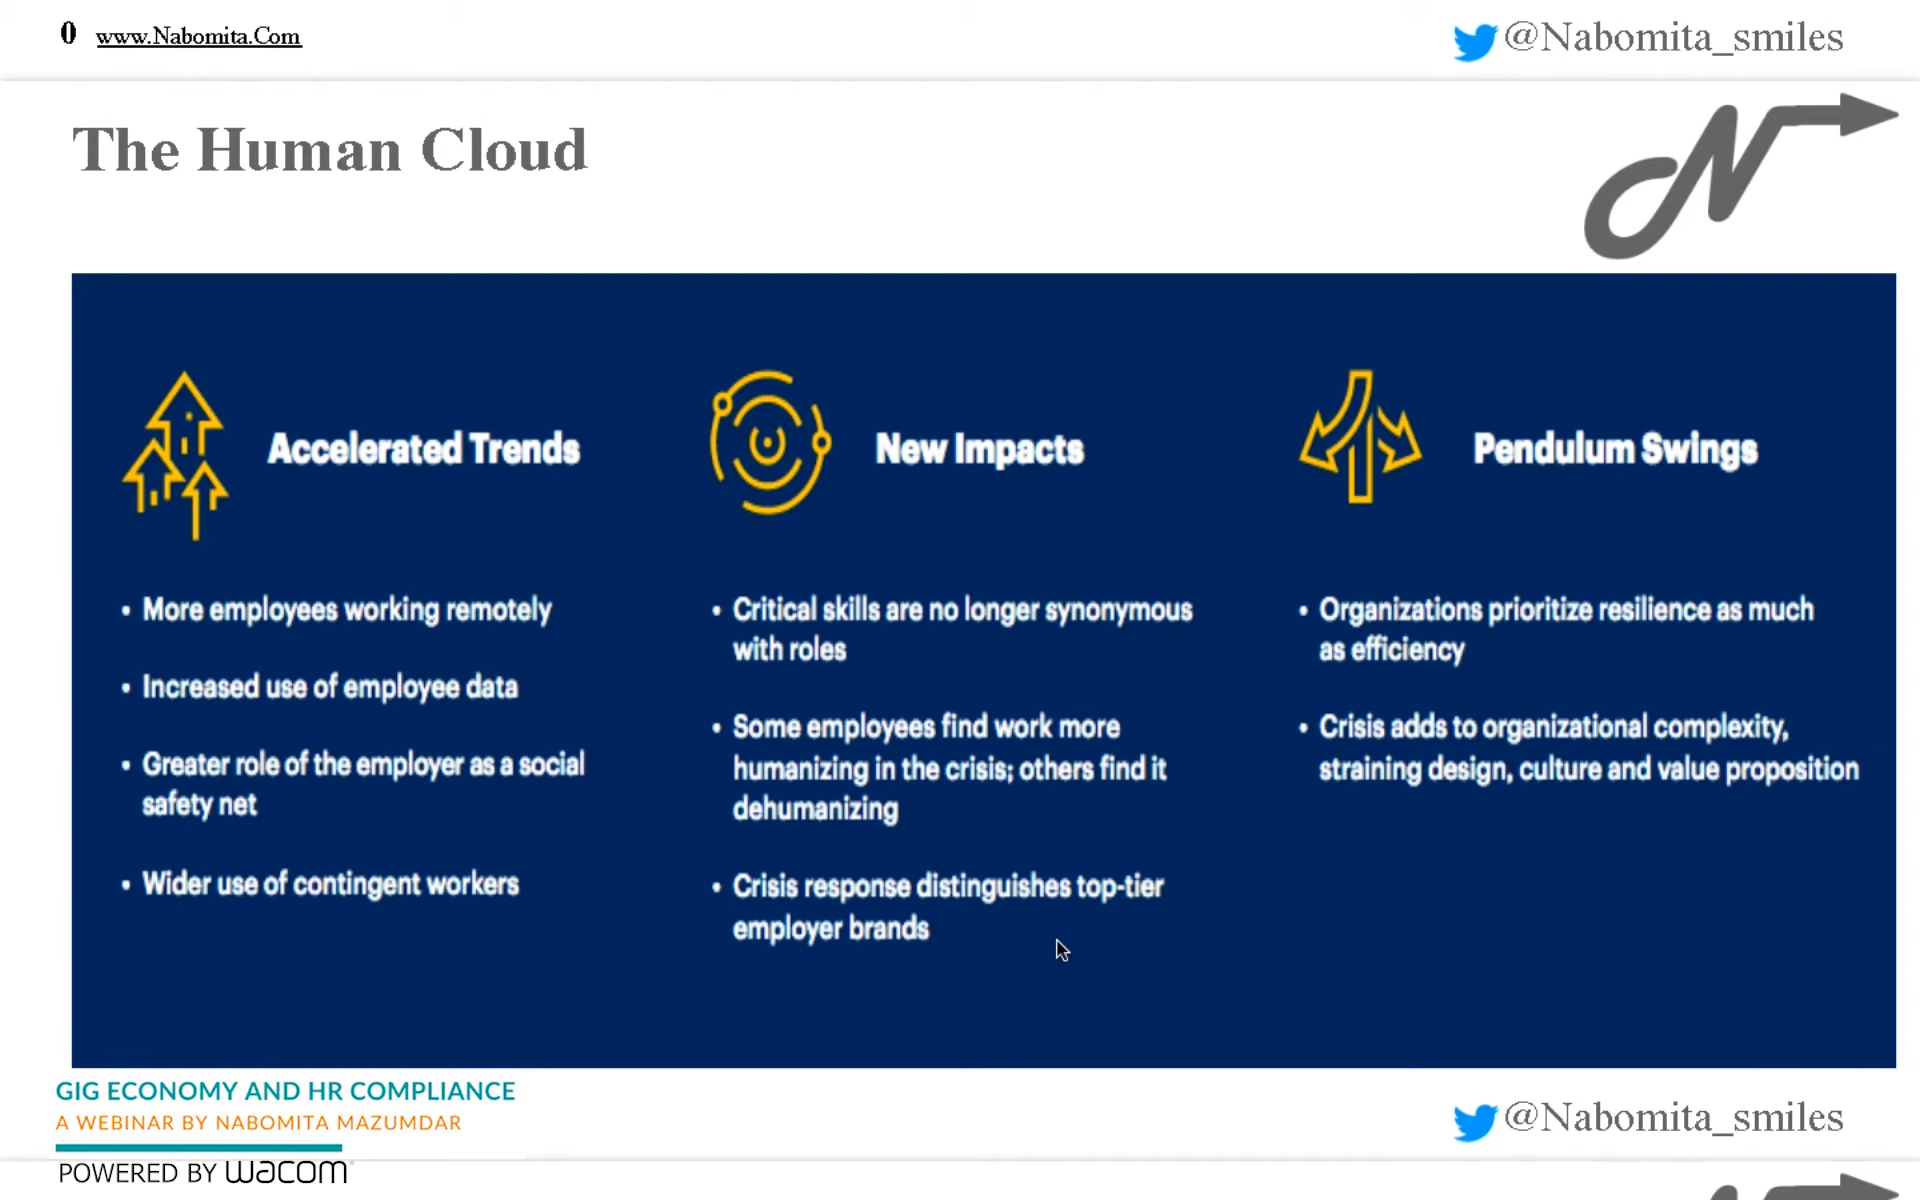 0 www.Nabomita.Com
@Nabomita_smiles
The Human Cloud
Accelerated Trends
• More employees working remotely
• Increased use of employee data
• Greater role of the employer as a social
safety net
• Wider use of contingent workers
New Impacts
• Critical skills are no longer synonymous
with roles
• Some employees find work more
humanizing in the crisis; others find it
dehumanizing
• Crisis response distinguishes top-tier
employer brands
Pendulum Swings
• Organizations prioritize resilience as much
as efficiency
• Crisis adds to organizational complexity,
straining design, culture and value proposition
GIG ECONOMY AND HR COMPLIANCE
A WEBINAR BY NABOMITA MAZUMDAR
POWERED BY wacom
@Nabomita_smiles